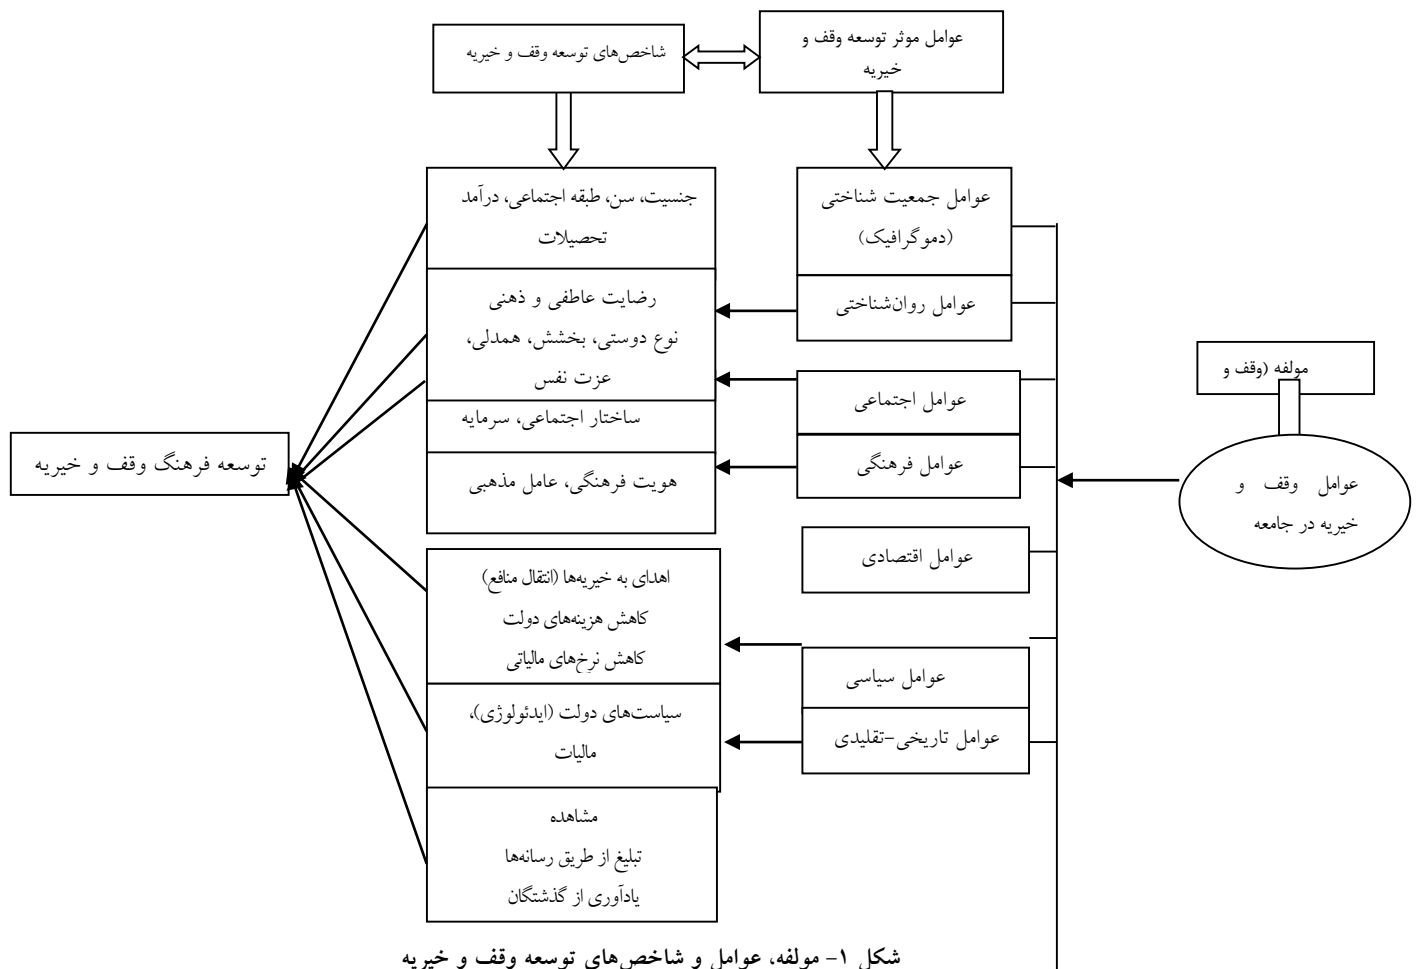 عوامل موثر توسعه وقف و
خیریه
شاخص‌های توسعه وقف و خیریه
عوامل جمعیت شناختی
(دموگرافیک)
جنسیت، سن، طبقه اجتماعی، درآمد
تحصیلات
عوامل روان‌شناختی
رضایت عاطفی و ذهنی
نوع دوستی، بخشش، همدلی،
عزت نفس
عوامل اجتماعی
ساختار اجتماعی، سرمایه
عوامل فرهنگی
هویت فرهنگی، عامل مذهبی
مولفه (وقف و
عوامل وقف و
خیریه در جامعه
توسعه فرهنگ وقف و خیریه
عوامل اقتصادی
اهدای به خیریه‌ها (انتقال منافع)
کاهش هزینه‌های دولت
کاهش نرخ‌های مالیاتی
عوامل سیاسی
سیاست‌های دولت (ایدئولوژی)،
مالیات
عوامل تاریخی-تقلیدی
مشاهده
تبلیغ از طریق رسانه‌ها
یادآوری از گذشتگان
شکل ۱- مولفه، عوامل و شاخص‌های توسعه وقف و خیریه